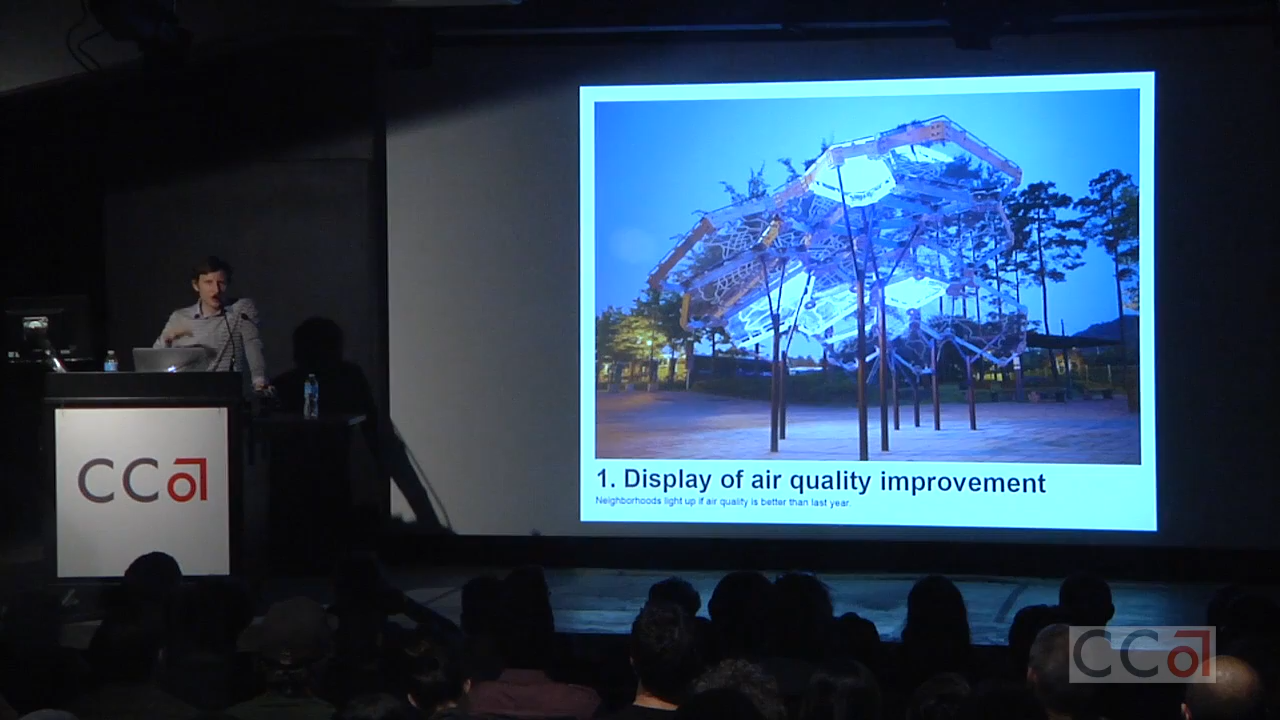 1. Display of air quality improvement
Neighborhoods light up if air quality is better than last year.
CCA
CCA